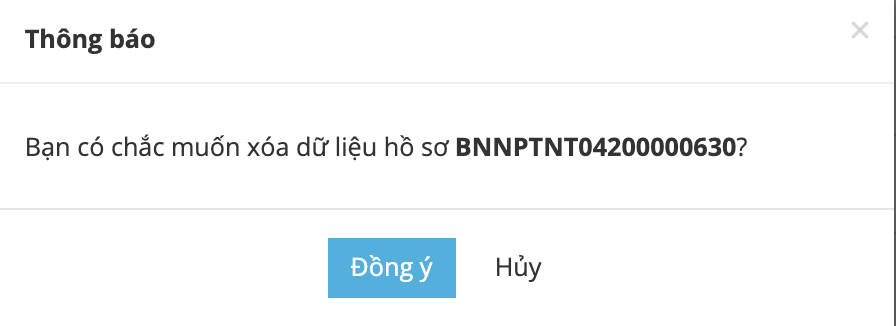 Thông báo
Bạn có chắc muốn xóa dữ liệu hồ sơ BNNPTNT04200000630?
Đồng ý
Hủy